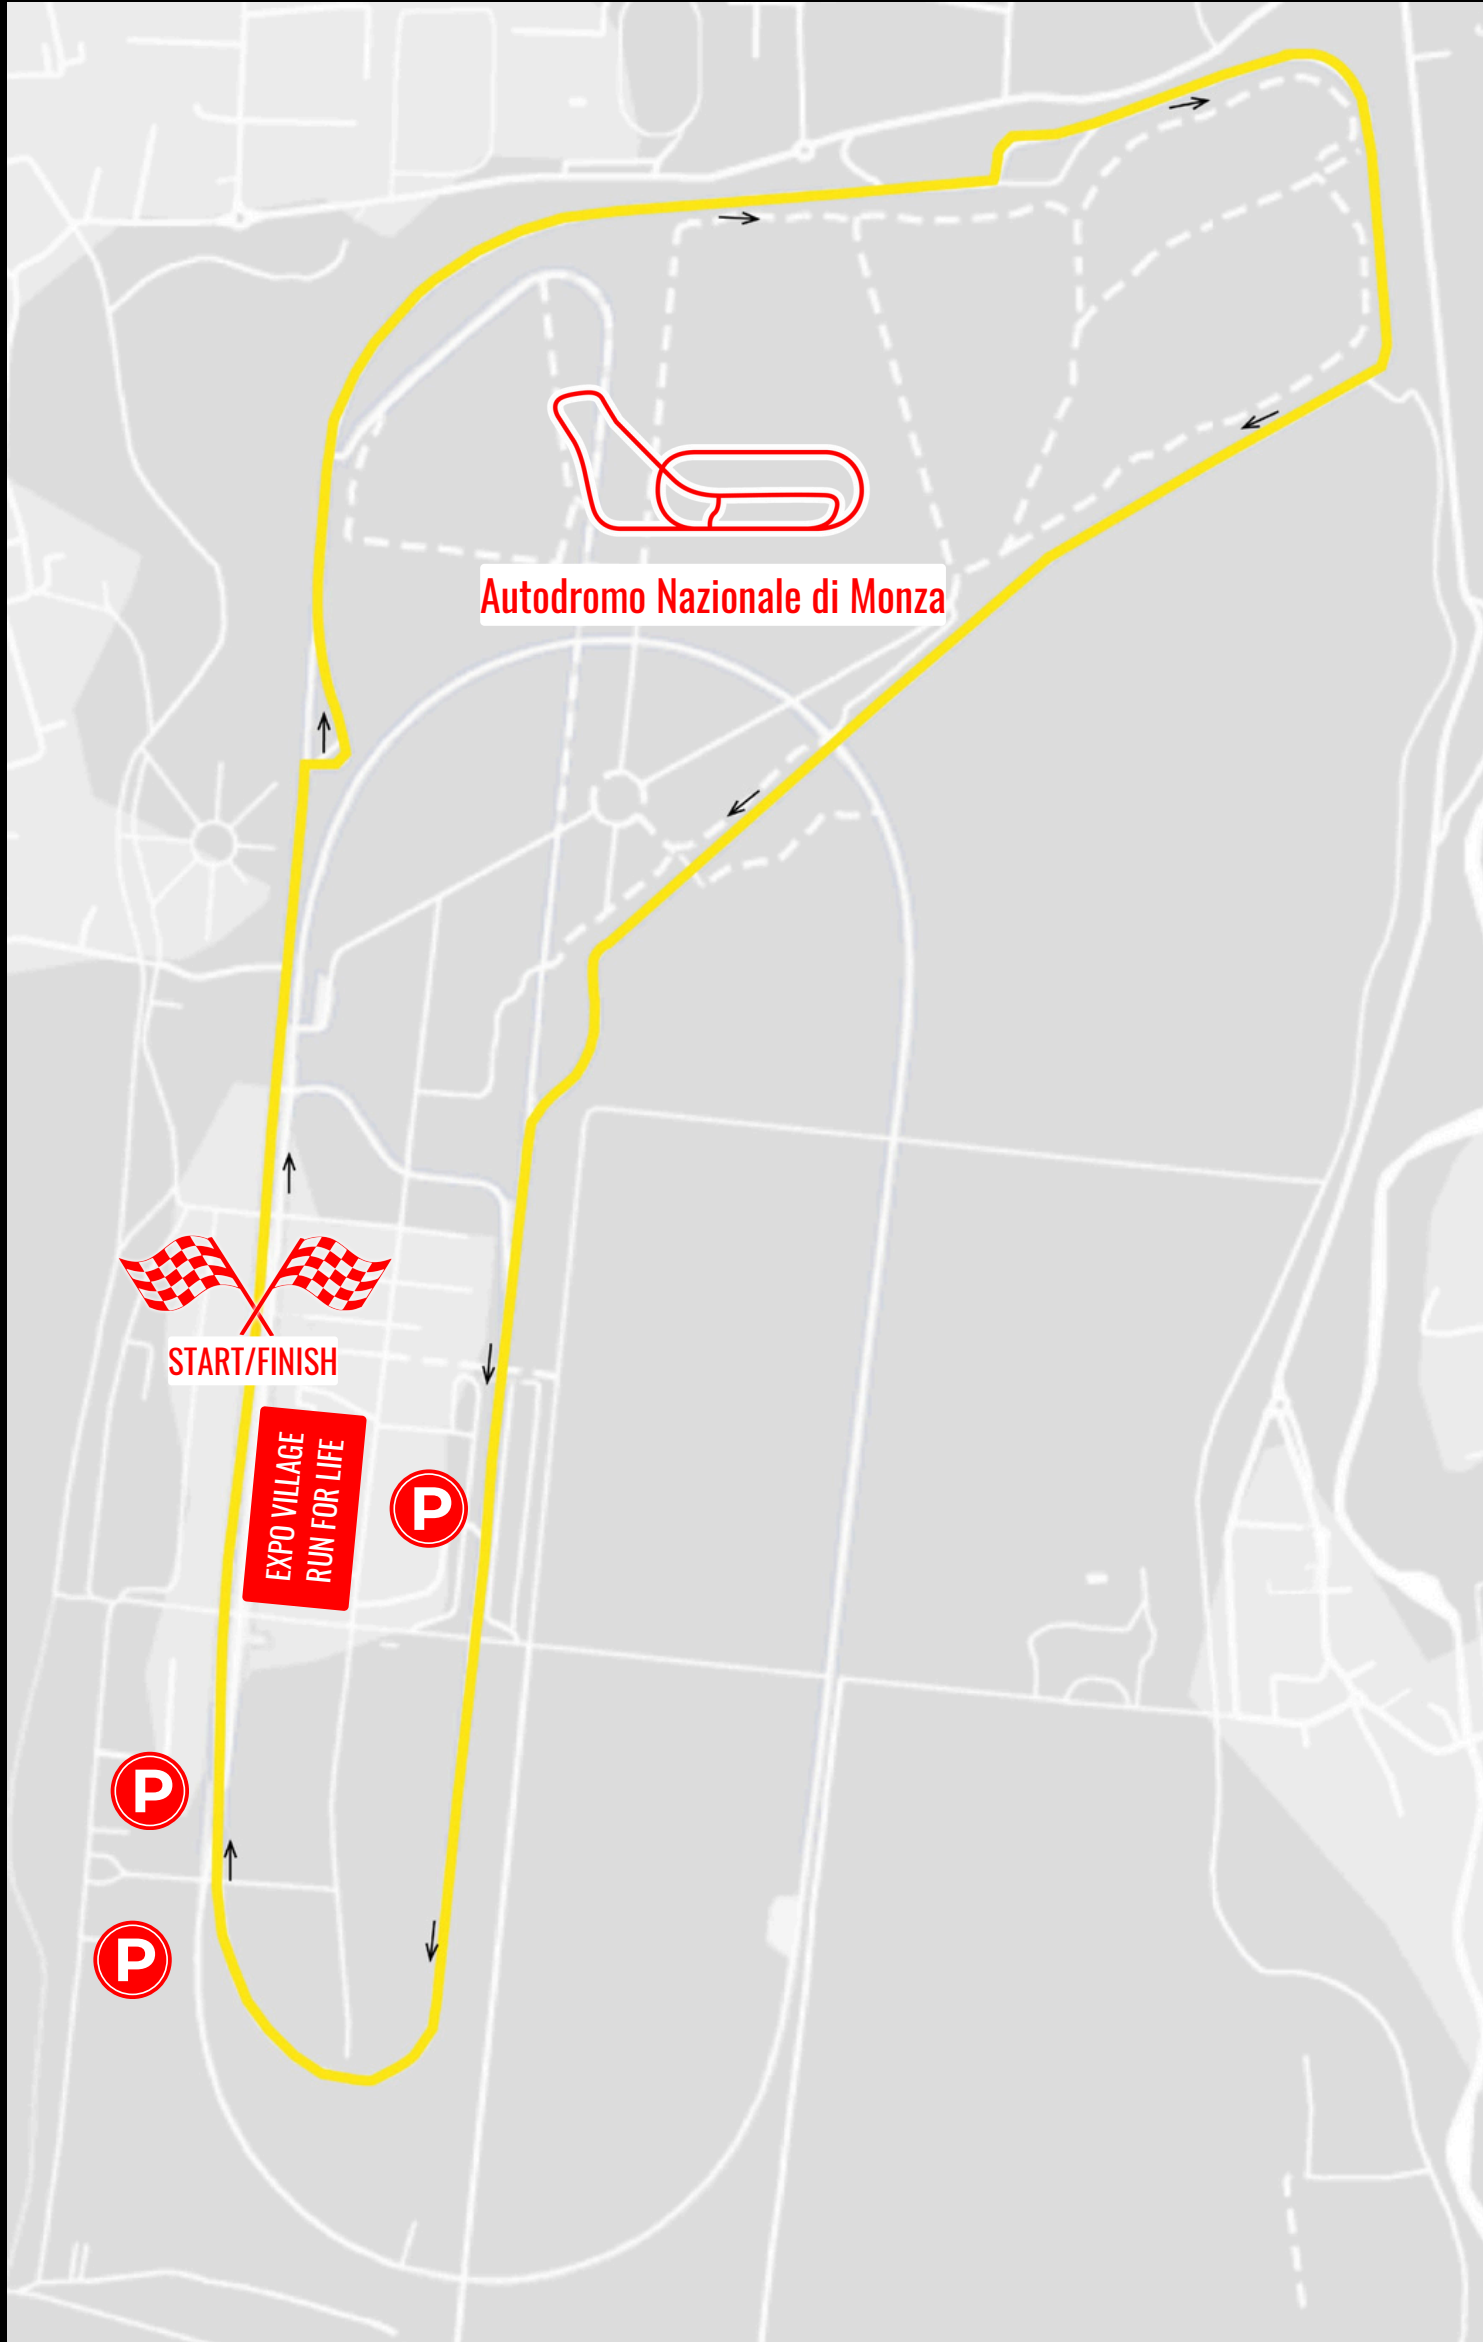 Autodromo Nazionale di Monza
START/FINISH
EXPO VILLAGE
RUN FOR LIFE
P
P
P